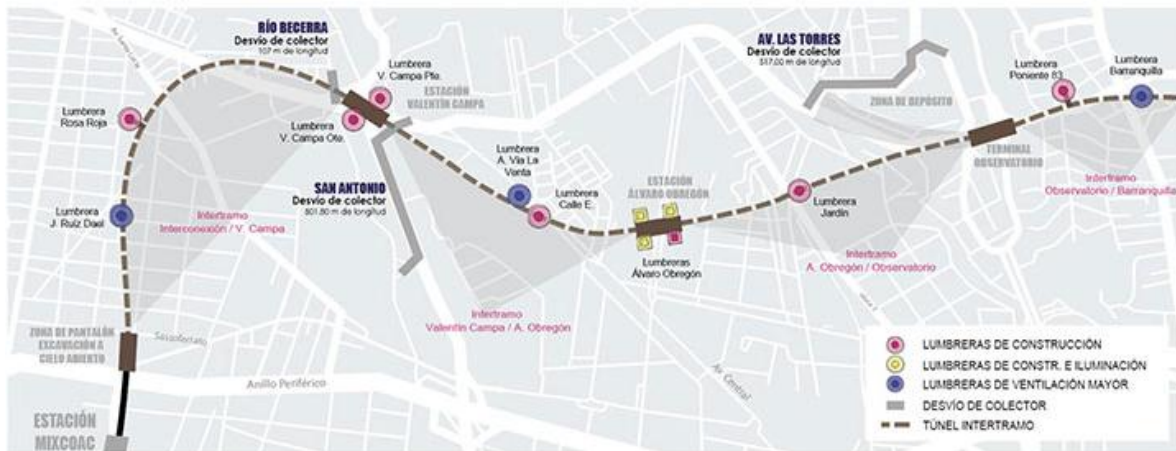 RÍO BECERRA
Desvío de colector
107 m de longitud
Lumbrera
V. Campa Pte.
ESTACIÓN
VALENTÍN CAMPA
Lumbrera
Rosa Roja
Lumbrera
V. Campa Ote.
AV. LAS TORRES
Desvío de colector
517.00 m de longitud
ZONA DE DEPÓSITO
Lumbrera
Poniente 83
Lumbrera
Barranquilla
TERMINAL
OBSERVATORIO
Intertramo
Observatorio / Barranquilla
Lumbrera
A. Vía La
Venta
Lumbrera
Calle E.
SAN ANTONIO
Desvío de colector
801.80 m de longitud
ESTACIÓN
ÁLVARO OBREGÓN
Lumbreras
Álvaro Obregón
Lumbrera
Jardín
Intertramo
A. Obregón / Observatorio
Lumbrera
J. Ruíz Dael
Intertramo
Interconexión / V. Campa
Intertramo
Valentín Campa / A. Obregón
ZONA DE PANTALÓN
EXCAVACIÓN A
CIELO ABIERTO
Sassoferrato
Anillo Periférico
Av. Central
ESTACIÓN
MIXCOAC
LUMBRERAS DE CONSTRUCCIÓN
LUMBRERAS DE CONSTR. E ILUMINACIÓN
LUMBRERAS DE VENTILACIÓN MAYOR
DESVÍO DE COLECTOR
TÚNEL INTERTRAMO